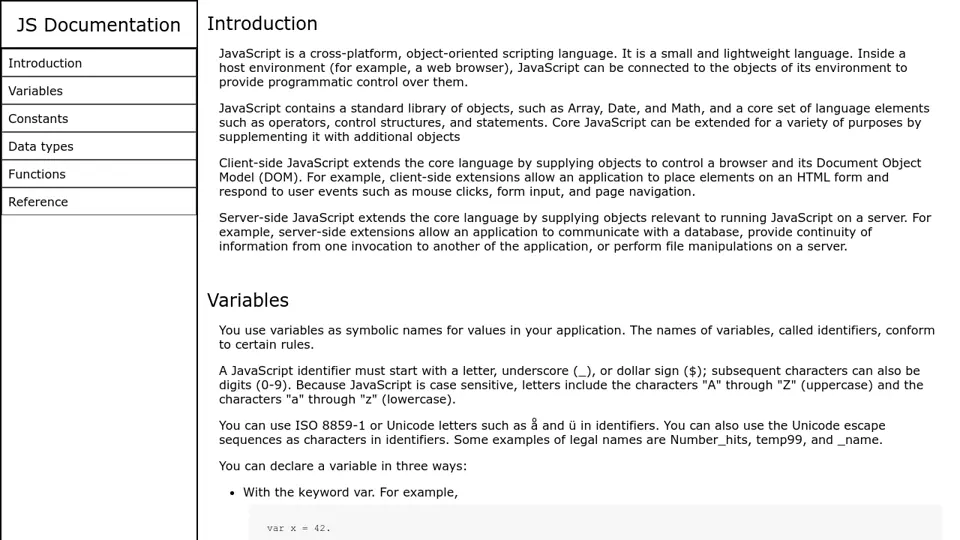 JS Documentation
Introduction
Variables
Constants
Data types
Functions
Reference
Introduction
JavaScript is a cross-platform, object-oriented scripting language. It is a small and lightweight language. Inside a
host environment (for example, a web browser), JavaScript can be connected to the objects of its environment to
provide programmatic control over them.
JavaScript contains a standard library of objects, such as Array, Date, and Math, and a core set of language elements
such as operators, control structures, and statements. Core JavaScript can be extended for a variety of purposes by
supplementing it with additional objects
Client-side JavaScript extends the core language by supplying objects to control a browser and its Document Object
Model (DOM). For example, client-side extensions allow an application to place elements on an HTML form and
respond to user events such as mouse clicks, form input, and page navigation.
Server-side JavaScript extends the core language by supplying objects relevant to running JavaScript on a server. For
example, server-side extensions allow an application to communicate with a database, provide continuity of
information from one invocation to another of the application, or perform file manipulations on a server.
Variables
You use variables as symbolic names for values in your application. The names of variables, called identifiers, conform
to certain rules.
A JavaScript identifier must start with a letter, underscore (_), or dollar sign ($); subsequent characters can also be
digits (0-9). Because JavaScript is case sensitive, letters include the characters "A" through "Z" (uppercase) and the
characters "a" through "z" (lowercase).
You can use ISO 8859-1 or Unicode letters such as å and ü in identifiers. You can also use the Unicode escape
sequences as characters in identifiers. Some examples of legal names are Number_hits, temp99, and _name.
You can declare a variable in three ways:
• With the keyword var. For example,
var x = 42.